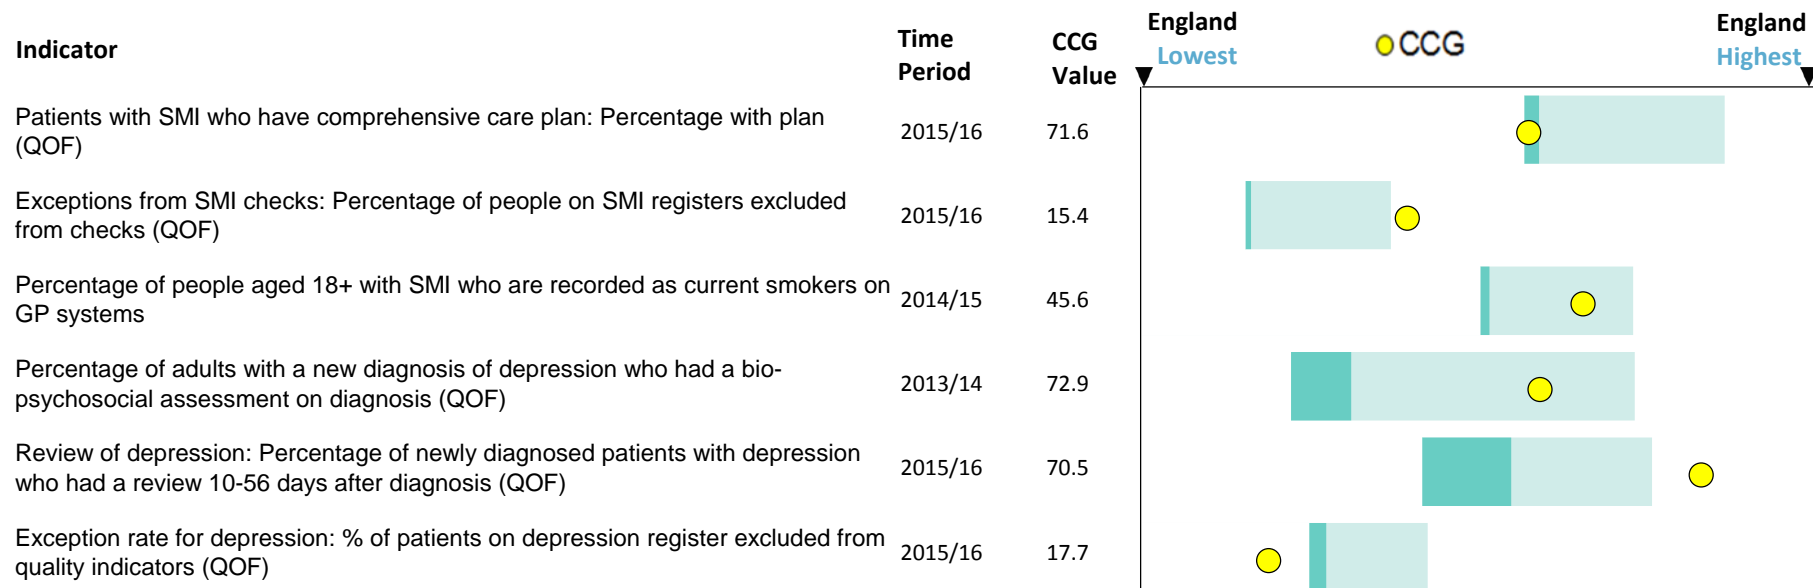 Indicator
Time
Period
CCG
Value
England
Lowest
CCG
England
Highest
Patients with SMI who have comprehensive care plan: Percentage with plan
(QOF)
2015/16
71.6
Exceptions from SMI checks: Percentage of people on SMI registers excluded
from checks (QOF)
2015/16
15.4
Percentage of people aged 18+ with SMI who are recorded as current smokers on
GP systems
2014/15
45.6
Percentage of adults with a new diagnosis of depression who had a bio-
psychosocial assessment on diagnosis (QOF)
2013/14
72.9
Review of depression: Percentage of newly diagnosed patients with depression
who had a review 10-56 days after diagnosis (QOF)
2015/16
70.5
Exception rate for depression: % of patients on depression register excluded from
quality indicators (QOF)
2015/16
17.7